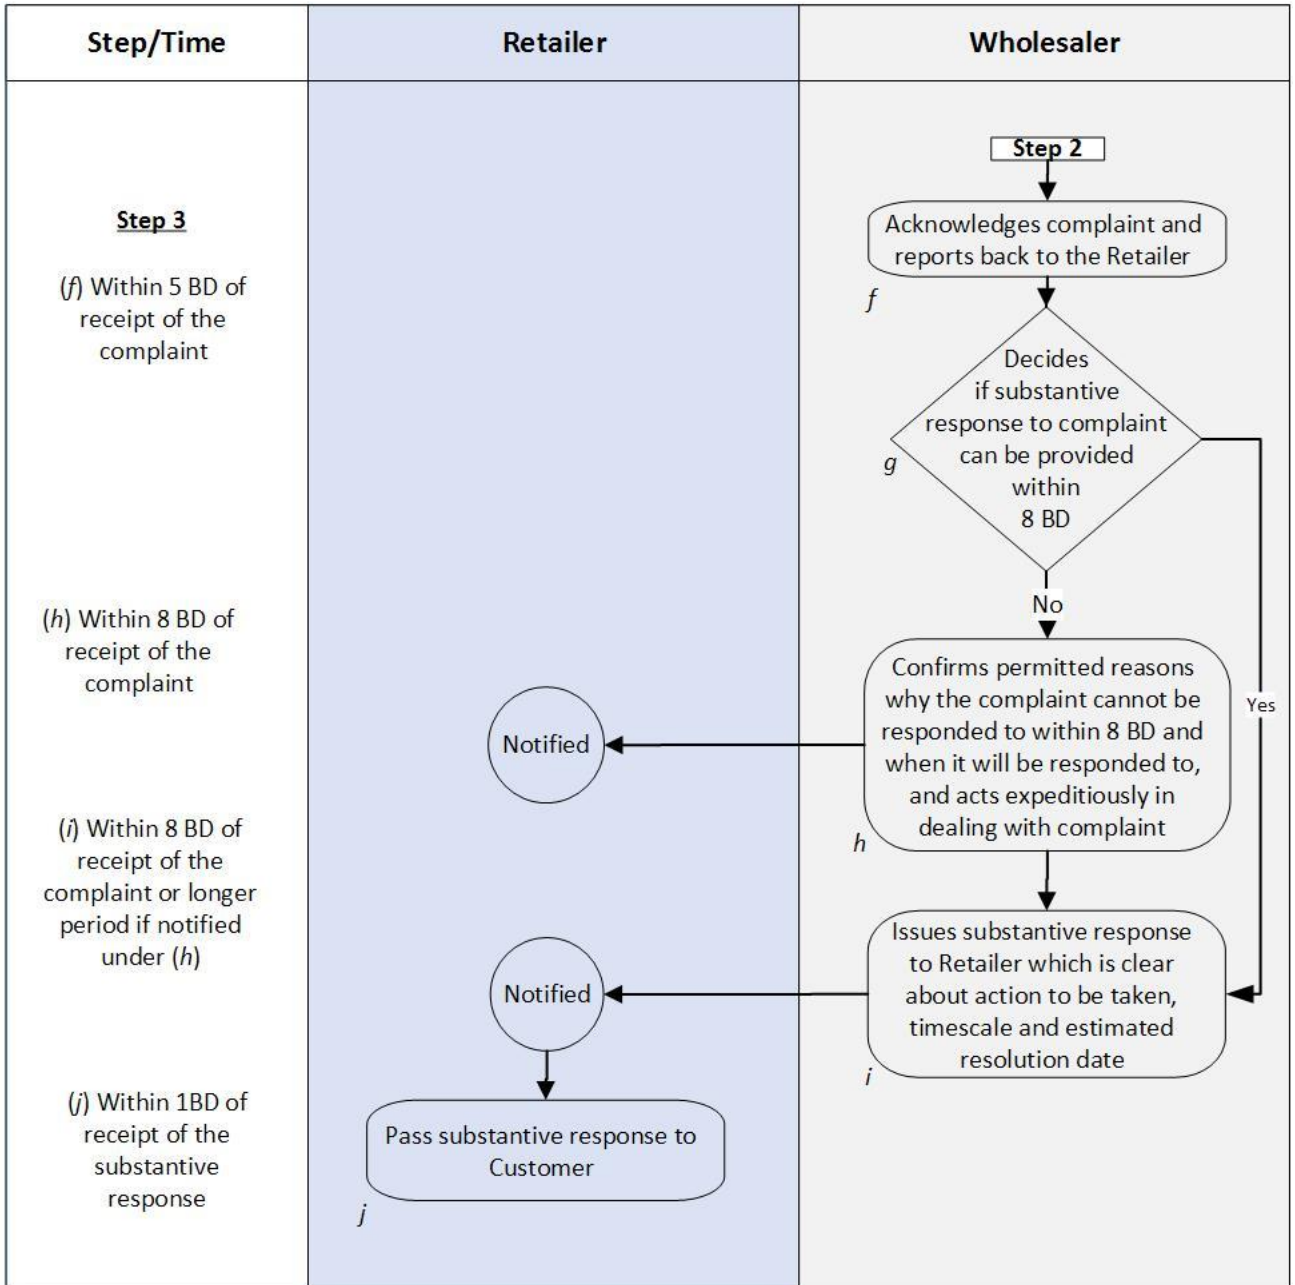 Step/Time
Retailer
Wholesaler
Step 2
Step 3
Acknowledges complaint and
reports back to the Retailer
f
(f) Within 5 BD of
receipt of the
complaint
Decides
if substantive
response to complaint
can be provided
within
8 BD
g
No
Yes
(h) Within 8 BD of
receipt of the
complaint
Confirms permitted reasons
why the complaint cannot be
responded to within 8 BD and
when it will be responded to,
and acts expeditiously in
dealing with complaint
h
Notified
(i) Within 8 BD of
receipt of the
complaint or longer
period if notified
under (h)
Issues substantive response
to Retailer which is clear
about action to be taken,
timescale and estimated
resolution date
i
Notified
(j) Within 1BD of
receipt of the
substantive
response
Pass substantive response to
Customer
j